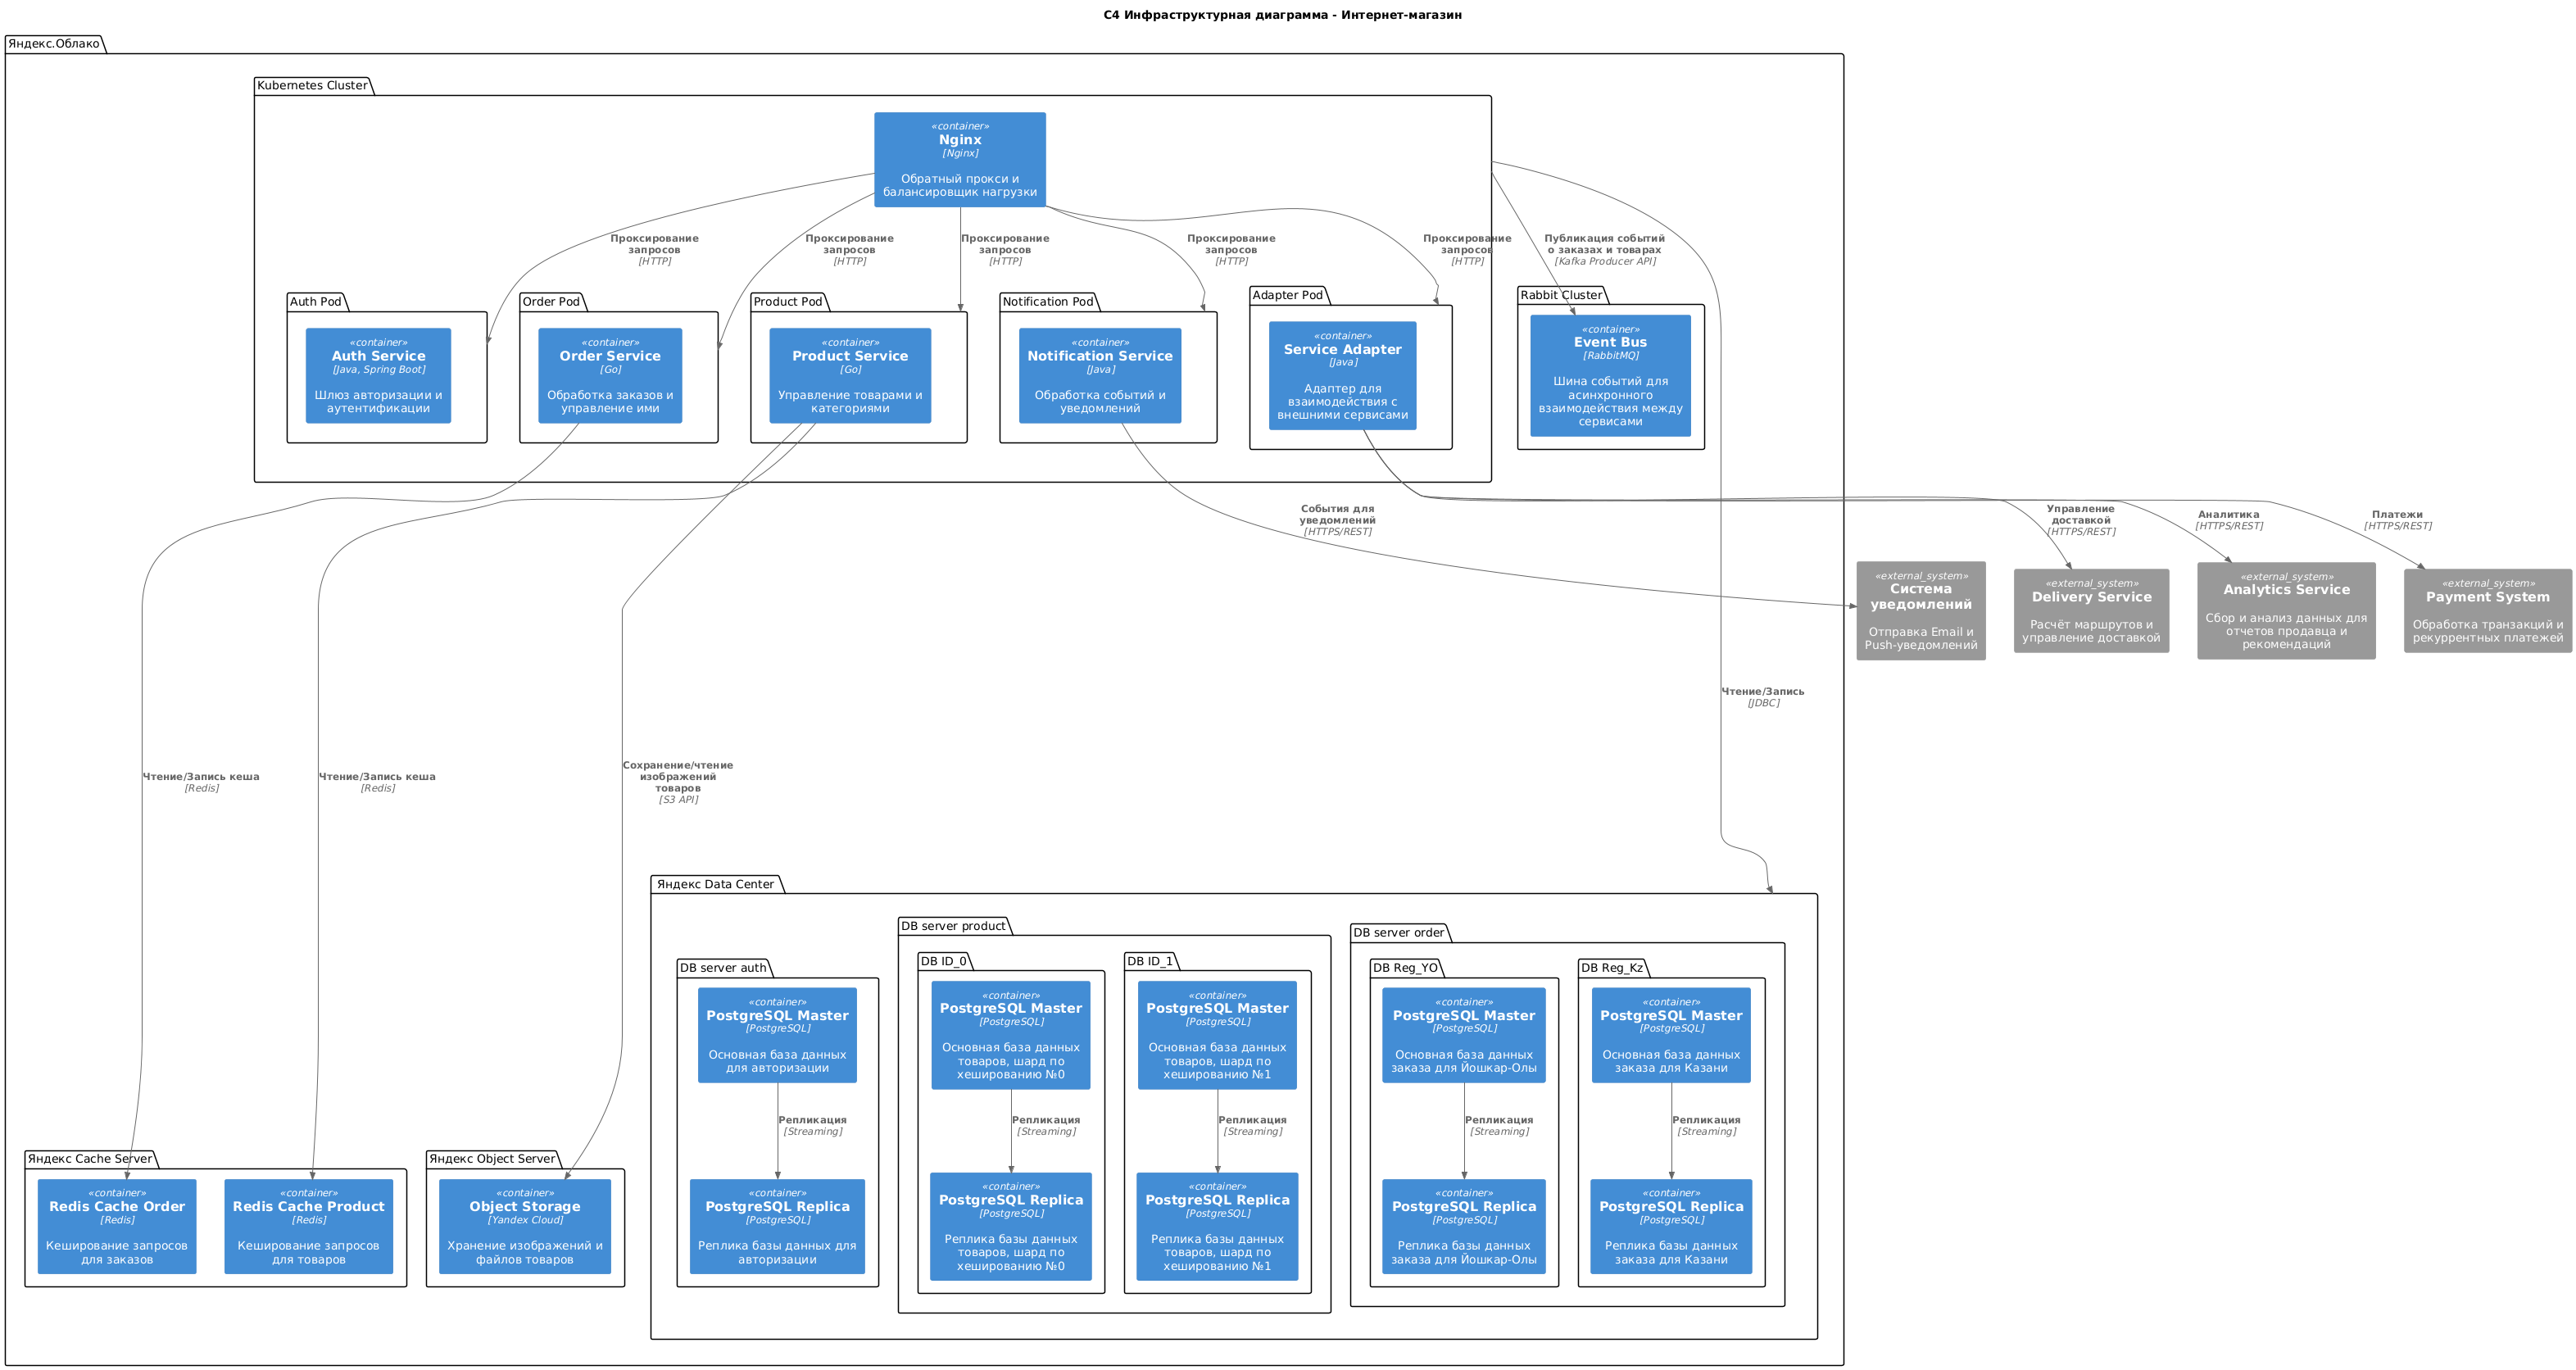 C4 Инфраструктурная диаграмма - Интернет-магазин
Яндекс.Облако
Kubernetes Cluster
«container»
Nginx
[Nginx]
Обратный прокси и
балансировщик нагрузки
Проксирование
запросов
[HTTP]
Проксирование
запросов
[HTTP]
Проксирование
запросов
[HTTP]
Проксирование
запросов
[HTTP]
Проксирование
запросов
[HTTP]
Публикация событий
о заказах и товарах
[Kafka Producer API]
Auth Pod
«container»
Auth Service
[Java, Spring Boot]
Шлюз авторизации и
аутентификации
Order Pod
«container»
Order Service
[Go]
Обработка заказов и
управление ими
Product Pod
«container»
Product Service
[Go]
Управление товарами и
категориями
Notification Pod
«container»
Notification Service
[Java]
Обработка событий и
уведомлений
Adapter Pod
«container»
Service Adapter
[Java]
Адаптер для
взаимодействия с
внешними сервисами
Rabbit Cluster
«container»
Event Bus
[RabbitMQ]
Шина событий для
асинхронного
взаимодействия между
сервисами
События для
уведомлений
[HTTPS/REST]
Управление
доставкой
[HTTPS/REST]
Аналитика
[HTTPS/REST]
Платежи
[HTTPS/REST]
«external_system»
Система
уведомлений
Отправка Email и
Push-уведомлений
«external_system»
Delivery Service
Расчёт маршрутов и
управление доставкой
«external_system»
Analytics Service
Сбор и анализ данных для
отчетов продавца и
рекомендаций
«external_system»
Payment System
Обработка транзакций и
рекуррентных платежей
Чтение/Запись
[JDBC]
Чтение/Запись кеша
[Redis]
Чтение/Запись кеша
[Redis]
Сохранение/чтение
изображений
товаров
[S3 API]
Яндекс Data Center
DB server auth
«container»
PostgreSQL Master
[PostgreSQL]
Основная база данных
для авторизации
Репликация
[Streaming]
«container»
PostgreSQL Replica
[PostgreSQL]
Реплика базы данных для
авторизации
DB server product
DB ID_0
«container»
PostgreSQL Master
[PostgreSQL]
Основная база данных
товаров, шард по
хешированию №0
Репликация
[Streaming]
«container»
PostgreSQL Replica
[PostgreSQL]
Реплика базы данных
товаров, шард по
хешированию №0
DB ID_1
«container»
PostgreSQL Master
[PostgreSQL]
Основная база данных
товаров, шард по
хешированию №1
Репликация
[Streaming]
«container»
PostgreSQL Replica
[PostgreSQL]
Реплика базы данных
товаров, шард по
хешированию №1
DB server order
DB Reg_YO
«container»
PostgreSQL Master
[PostgreSQL]
Основная база данных
заказа для Йошкар-Олы
Репликация
[Streaming]
«container»
PostgreSQL Replica
[PostgreSQL]
Реплика базы данных
заказа для Йошкар-Олы
DB Reg_Kz
«container»
PostgreSQL Master
[PostgreSQL]
Основная база данных
заказа для Казани
Репликация
[Streaming]
«container»
PostgreSQL Replica
[PostgreSQL]
Реплика базы данных
заказа для Казани
Яндекс Cache Server
«container»
Redis Cache Order
[Redis]
Кеширование запросов
для заказов
«container»
Redis Cache Product
[Redis]
Кеширование запросов
для товаров
Яндекс Object Server
«container»
Object Storage
[Yandex Cloud]
Хранение изображений и
файлов товаров